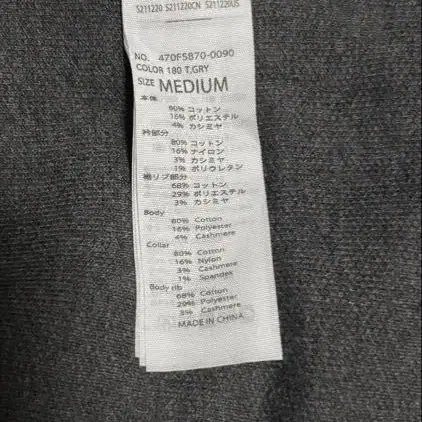 S211220 S211220CN S211220US
NO. 470F5870-0090
COLOR 180 T.GRY
SIZE MEDIUM
本体
80% コットン
16% ポリエステル
4% カシミヤ
衿部分
80% コットン
16% ナイロン
3% カシミヤ
1% ポリウレタン
裾リブ部分
68% コットン
29% ポリエステル
3% カシミヤ
Body
80% Cotton
16% Polyester
4% Cashmere
Collar
80% Cotton
16% Nylon
3% Cashmere
1% Spandex
Body rib
68% Cotton
29% Polyester
3% Cashmere
MADE IN CHINA